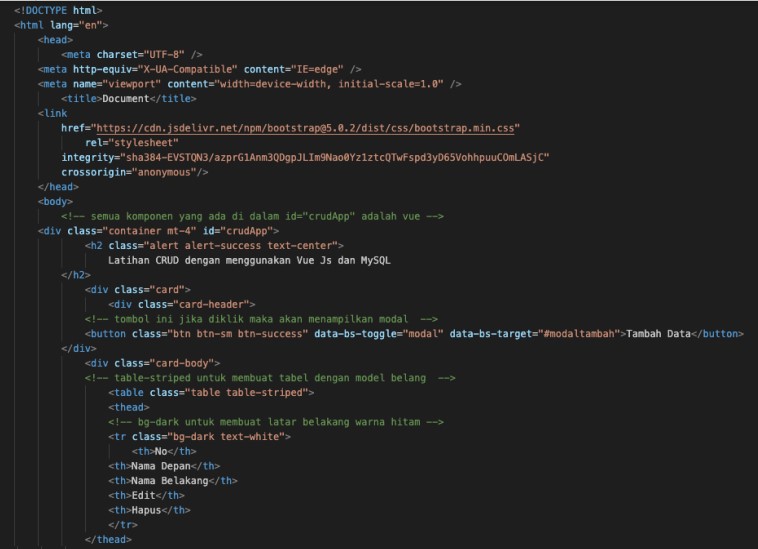 <!DOCTYPE html>
<html lang="en">
<head>
<meta charset="UTF-8" />
<meta http-equiv="X-UA-Compatible" content="IE=edge" />
<meta name="viewport" content="width=device-width, initial-scale=1.0" />
<title>Document</title>
<link
href="https://cdn.jsdelivr.net/npm/bootstrap@5.0.2/dist/css/bootstrap.min.css"
rel="stylesheet"
integrity="sha384-EVSTQN3/azprG1Anm3QDgpJLIm9Nao0Yz1ztcQTwFspd3yD65VohhpuuCOmLASjC"
crossorigin="anonymous"/>
</head>
<body>
<!-- semua komponen yang ada di dalam id="crudApp" adalah vue -->
<div class="container mt-4" id="crudApp">
<h2 class="alert alert-success text-center">
Latihan CRUD dengan menggunakan Vue Js dan MySQL
</h2>
<div class="card">
<div class="card-header">
<!-- tombol ini jika diklik maka akan menampilkan modal  -->
<button class="btn btn-sm btn-success" data-bs-toggle="modal" data-bs-target="#modaltambah">Tambah Data</button>
</div>
<div class="card-body">
<!-- table-striped untuk membuat tabel dengan model belang  -->
<table class="table table-striped">
<thead>
<!-- bg-dark untuk membuat latar belakang warna hitam -->
<tr class="bg-dark text-white">
<th>No</th>
<th>Nama Depan</th>
<th>Nama Belakang</th>
<th>Edit</th>
<th>Hapus</th>
</tr>
</thead>